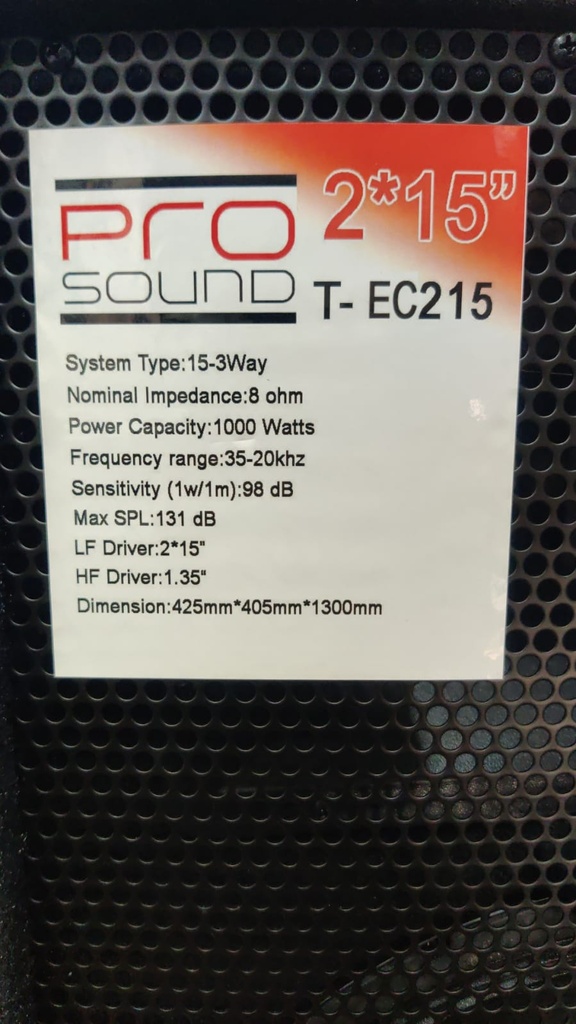 PRO
SOUND
2*15”
T- EC215
System Type:15-3Way
Nominal Impedance:8 ohm
Power Capacity:1000 Watts
Frequency range:35-20khz
Sensitivity (1w/1m):98 dB
Max SPL:131 dB
LF Driver:2*15"
HF Driver:1.35"
Dimension:425mm*405mm*1300mm